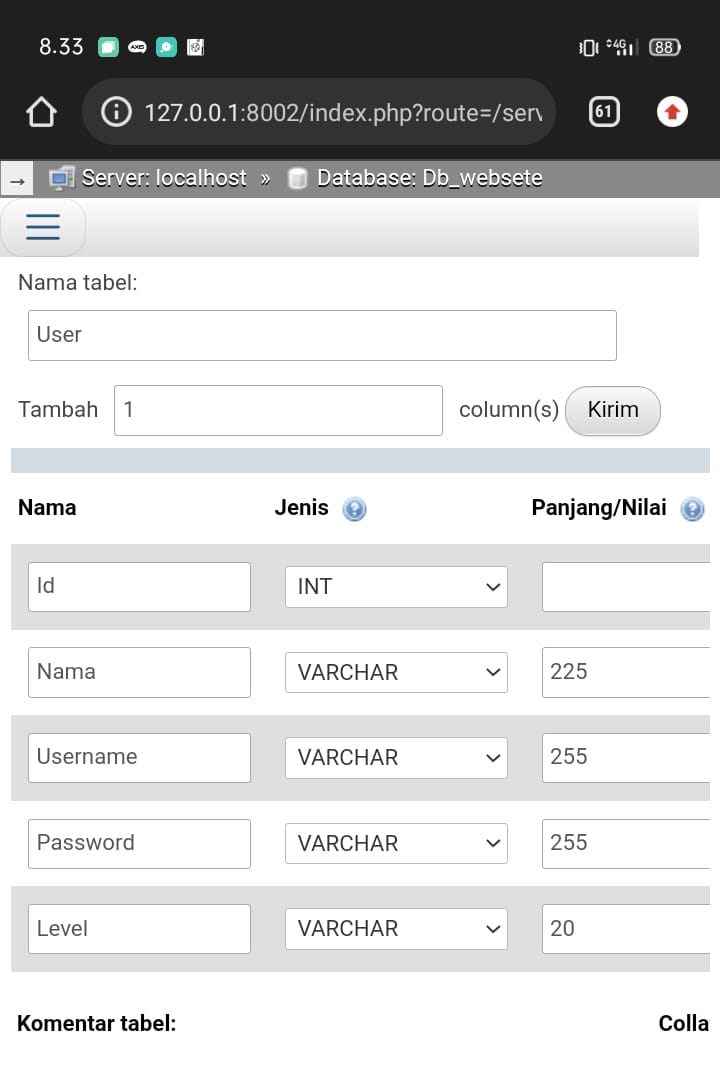 8.33 AXIS 4G 88
127.0.0.1:8002/index.php?route=/serv 61
→ Server: localhost » Database: Db_websete
Nama tabel:
User
Tambah 1 column(s) Kirim
Nama Jenis ? Panjang/Nilai ?
Id INT
Nama VARCHAR 225
Username VARCHAR 255
Password VARCHAR 255
Level VARCHAR 20
Komentar tabel: Colla